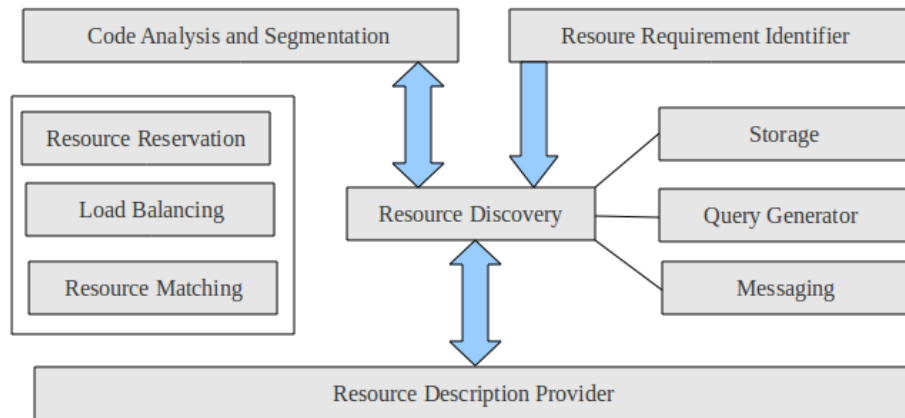 Code Analysis and Segmentation
Resoure Requirement Identifier
Resource Reservation
Load Balancing
Resource Matching
Resource Discovery
Storage
Query Generator
Messaging
Resource Description Provider